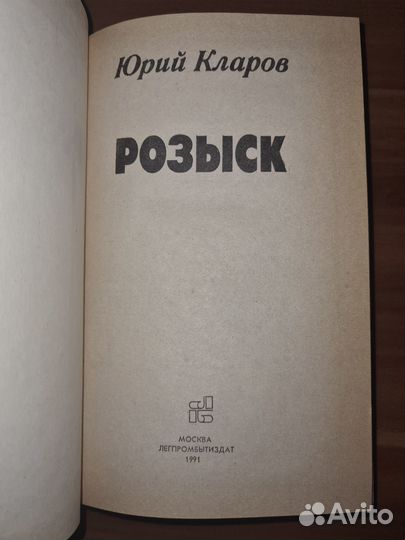 Юрий Кларов
РОЗЫСК
МОСКВА
ЛЕГПРОМБЫТИЗДАТ
1991
Avito